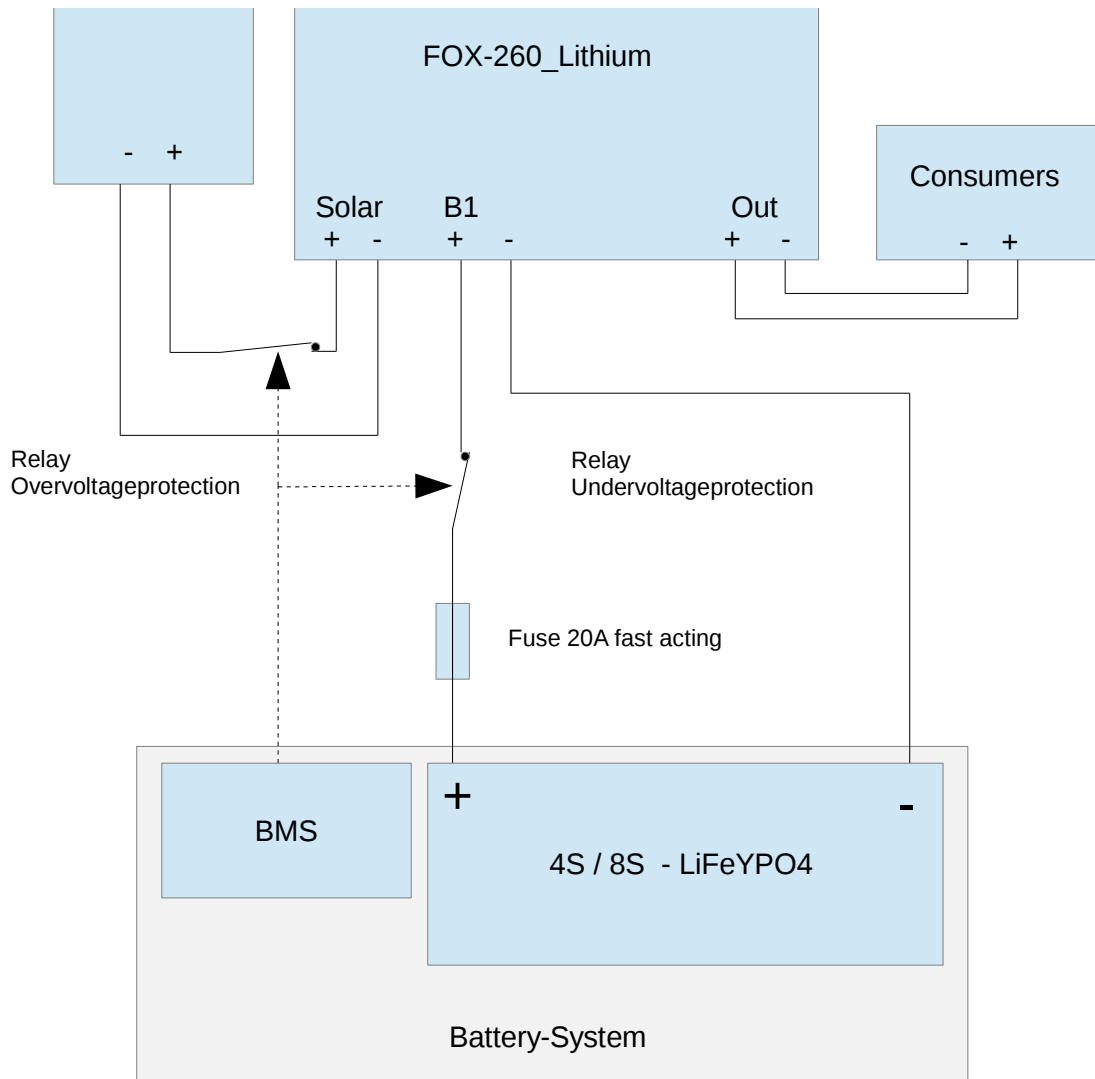 FOX-260_Lithium
- +
Consumers
Solar B1 Out
+ - + - + -
- +
Relay
Overvoltageprotection
Relay
Undervoltageprotection
Fuse 20A fast acting
+ -
BMS
4S / 8S - LiFeYPO4
Battery-System